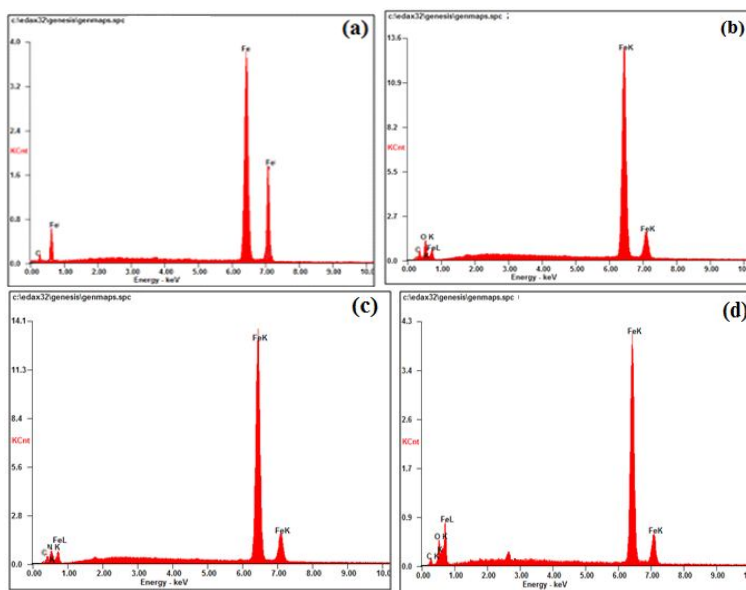 c:\edax32\genesis\genmaps.spc
(a)
4.0
3.2
2.4
KCnt
1.6
0.8
0.0
Fe
Fe
Fe
C
0.00 1.00 2.00 3.00 4.00 5.00 6.00 7.00 8.00 9.00 10.0
Energy - keV
c:\edax32\genesis\genmaps.spc
(b)
13.6
10.9
8.2
KCnt
5.5
2.7
0.0
FeK
FeK
O K
C
FeL
0.00 1.00 2.00 3.00 4.00 5.00 6.00 7.00 8.00 9.00 10.
Energy - keV
c:\edax32\genesis\genmaps.spc
(c)
14.1
11.3
8.4
KCnt
5.6
2.8
0.0
FeK
FeK
FeL
C N K
0.00 1.00 2.00 3.00 4.00 5.00 6.00 7.00 8.00 9.00 10.
Energy - keV
c:\edax32\genesis\genmaps.spc
(d)
4.3
3.4
2.6
KCnt
1.7
0.9
0.0
FeK
FeK
FeL
O K
C K
0.00 1.00 2.00 3.00 4.00 5.00 6.00 7.00 8.00 9.00 10.
Energy - keV